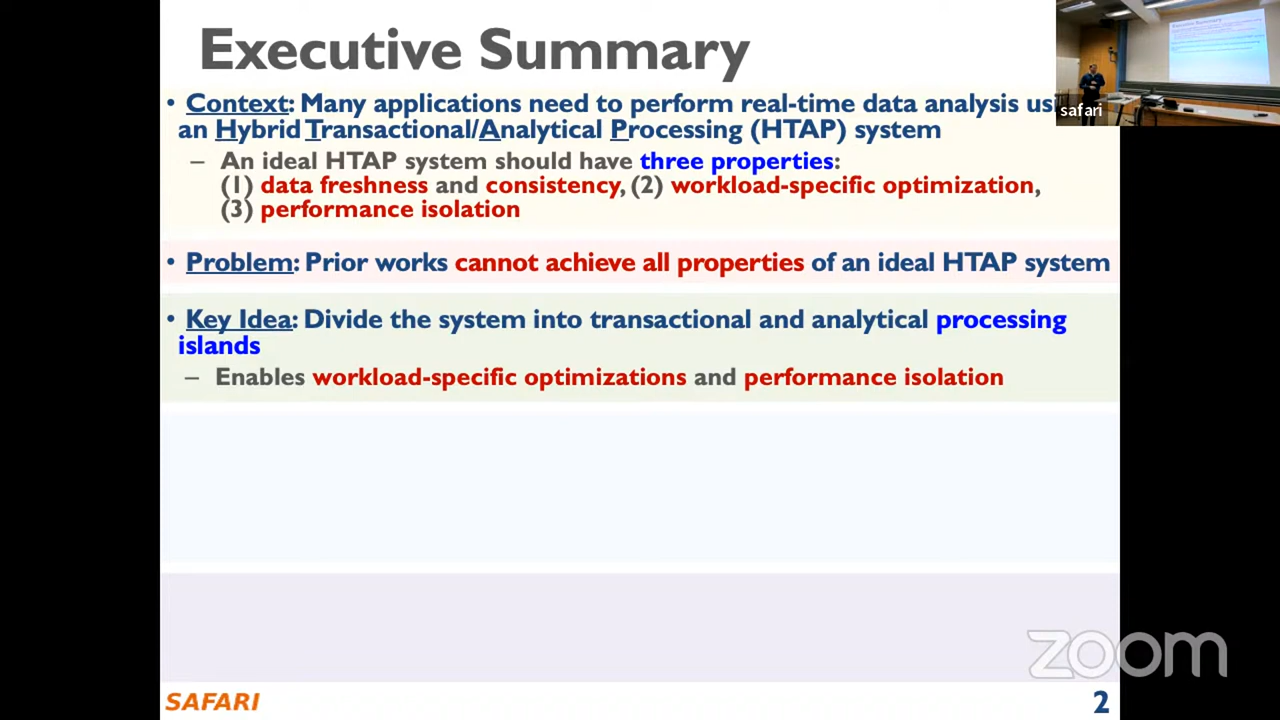 Executive Summary
• Context: Many applications need to perform real-time data analysis us
an Hybrid Transactional/Analytical Processing (HTAP) system
– An ideal HTAP system should have three properties:
(1) data freshness and consistency, (2) workload-specific optimization,
(3) performance isolation
• Problem: Prior works cannot achieve all properties of an ideal HTAP system
• Key Idea: Divide the system into transactional and analytical processing
islands
– Enables workload-specific optimizations and performance isolation
SAFARI
2
safari
Executive Summary
zoom